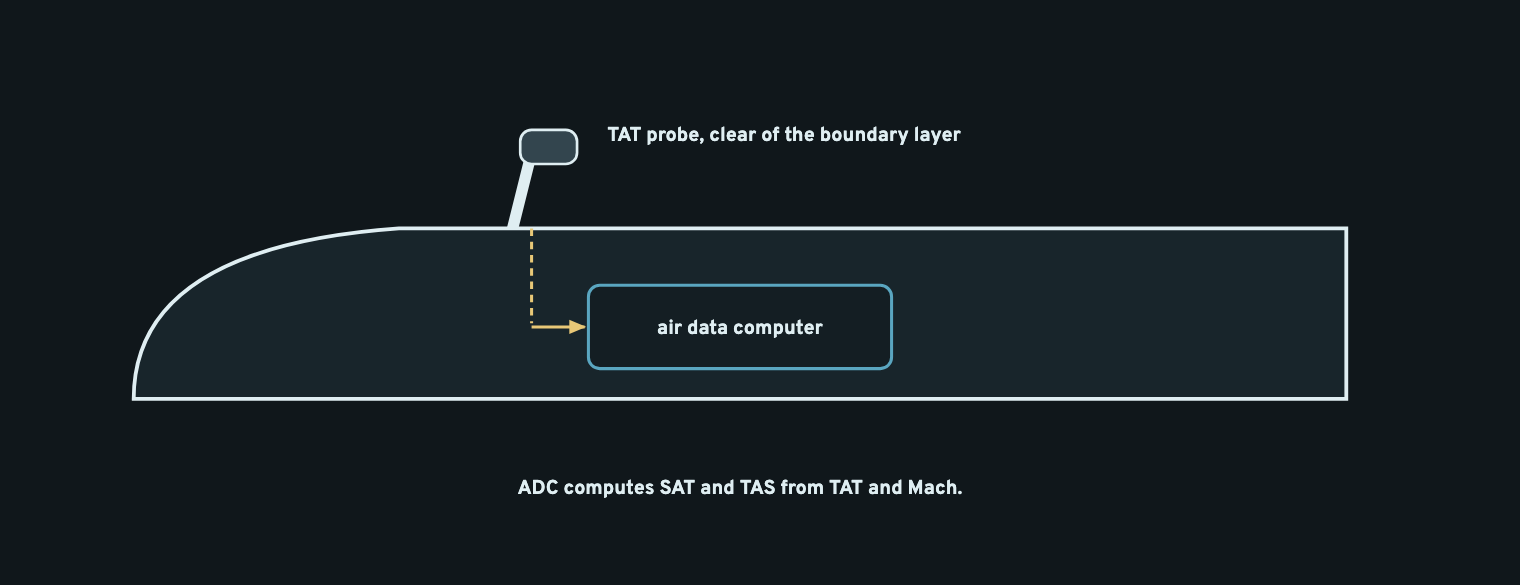 TAT probe, clear of the boundary layer
air data computer
ADC computes SAT and TAS from TAT and Mach.